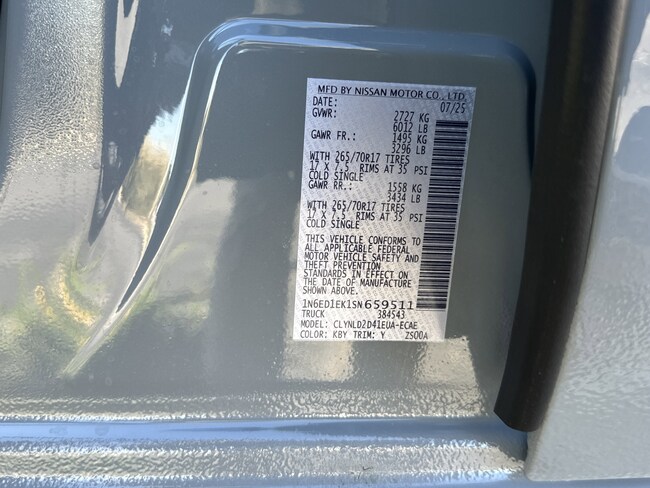 MFD BY NISSAN MOTOR CO., LTD.
DATE: 07/25
GVWR: 2727 KG
6012 LB
GAWR FR.: 1495 KG
3296 LB
WITH 265/70R17 TIRES
17 X 7.5 RIMS AT 35 PSI
COLD SINGLE
GAWR RR.: 1558 KG
3434 LB
WITH 265/70R17 TIRES
17 X 7.5 RIMS AT 35 PSI
COLD SINGLE
THIS VEHICLE CONFORMS TO
ALL APPLICABLE FEDERAL
MOTOR VEHICLE SAFETY AND
THEFT PREVENTION
STANDARDS IN EFFECT ON
THE DATE OF MANUFACTURE
SHOWN ABOVE.
1N6ED1EK1SN659511
TRUCK 384543
MODEL: CLYNLD2D41EUA-ECAE
COLOR: KBY TRIM: Y ZS00A